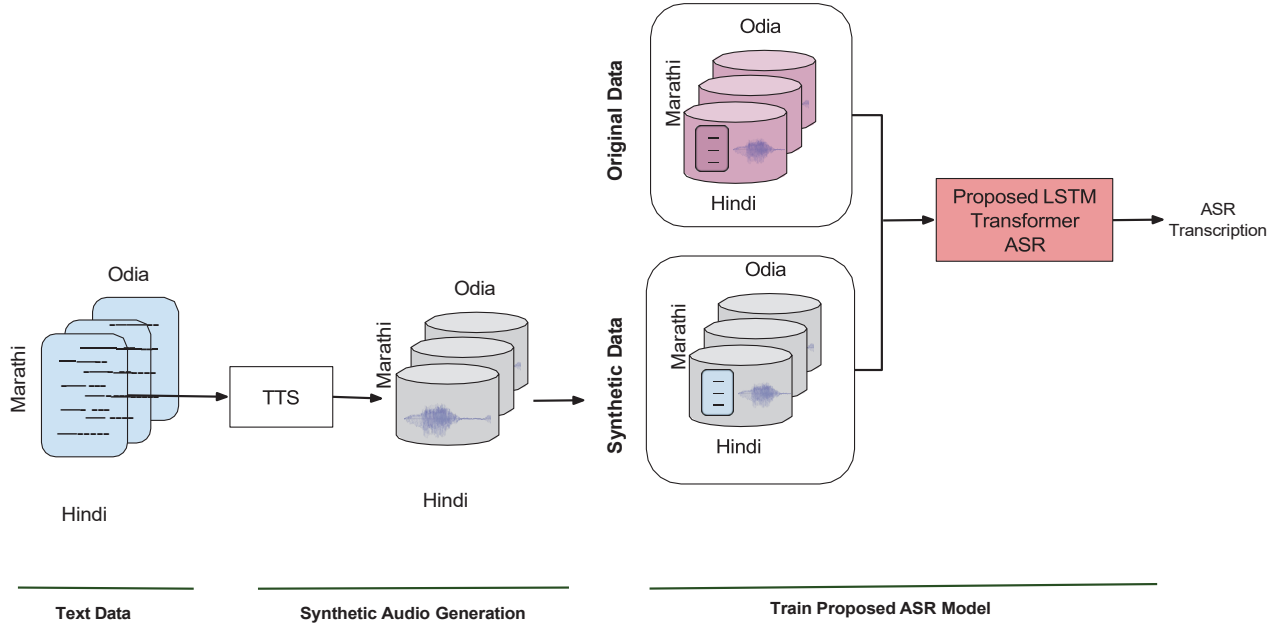 Odia
Marathi
Hindi
TTS
Odia
Marathi
Hindi
Original Data
Odia
Marathi
Hindi
Synthetic Data
Odia
Marathi
Hindi
Proposed LSTM
Transformer
ASR
ASR
Transcription
Text Data
Synthetic Audio Generation
Train Proposed ASR Model